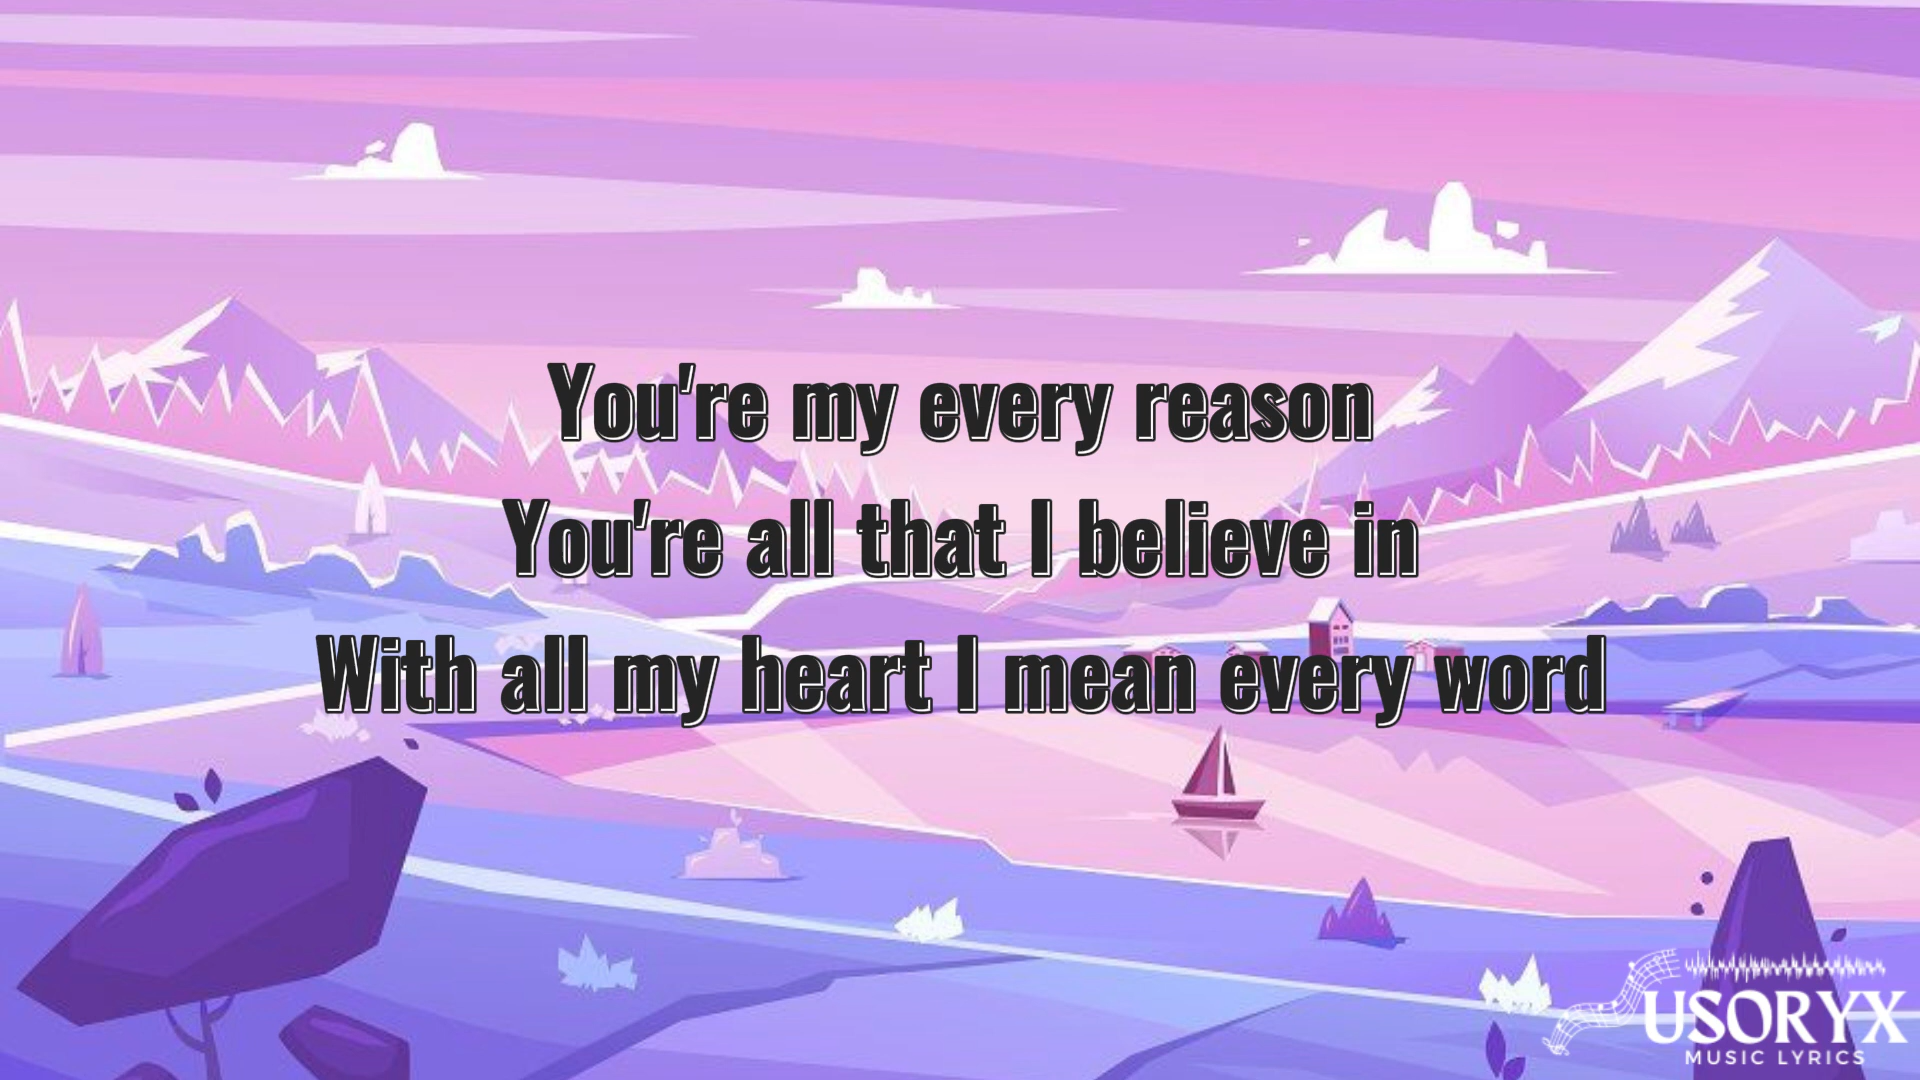 You're my every reason
You're all that I believe in
With all my heart I mean every word
USORYX
MUSIC LYRICS